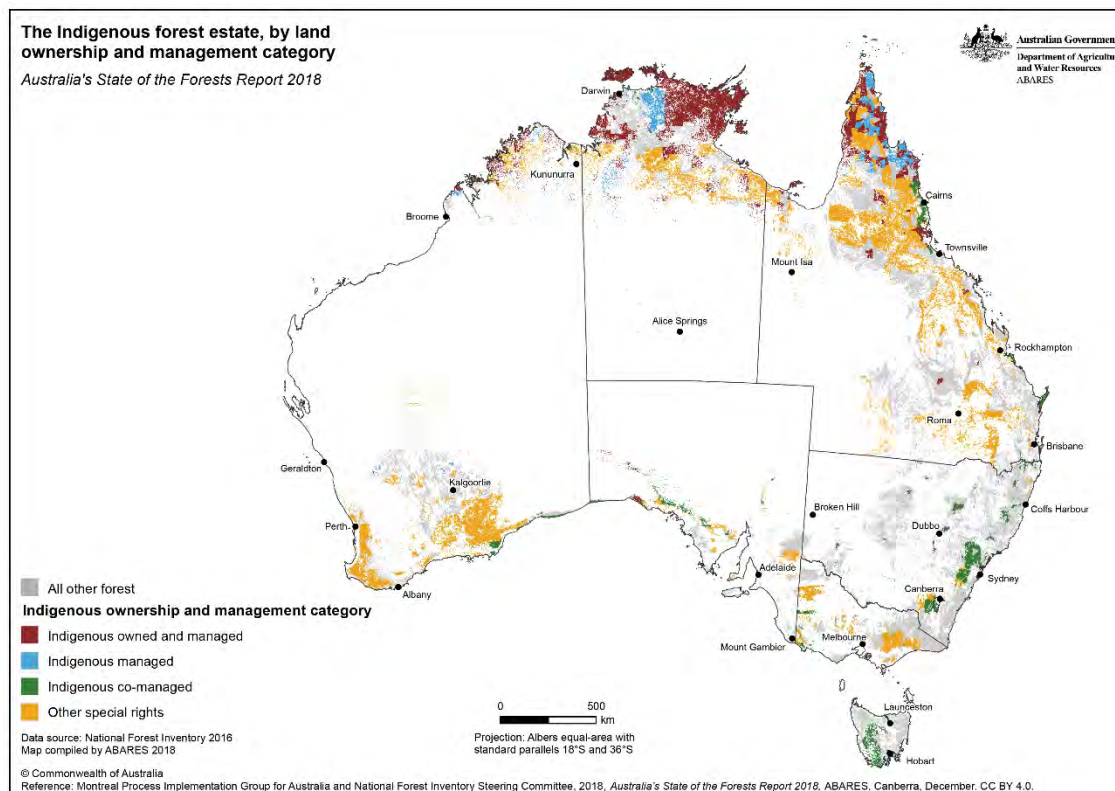 The Indigenous forest estate, by land
ownership and management category
Australia's State of the Forests Report 2018
Australian Government
Department of Agricultu
and Water Resources
ABARES
Darwin
Kununurra
Broome
Cairns
Townsville
Mount Isa
Alice Springs
Rockhampton
Roma
Brisbane
Geraldton
Kalgoorlie
Broken Hill
Coffs Harbour
Perth
Dubbo
Adelaide
Sydney
Albany
Canberra
Mount Gambier
Melbourne
Launceston
Hobart
All other forest
Indigenous ownership and management category
Indigenous owned and managed
Indigenous managed
Indigenous co-managed
Other special rights
0 500
km
Projection: Albers equal-area with
standard parallels 18°S and 36°S
Data source: National Forest Inventory 2016
Map compiled by ABARES 2018
© Commonwealth of Australia
Reference: Montreal Process Implementation Group for Australia and National Forest Inventory Steering Committee, 2018, Australia's State of the Forests Report 2018, ABARES, Canberra, December. CC BY 4.0.